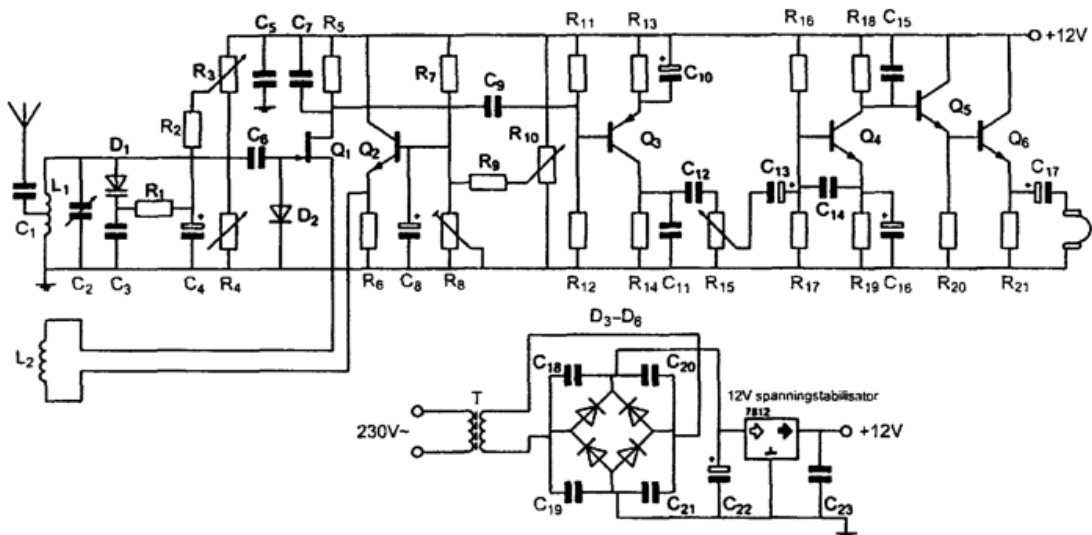 C5 C7 R5 R11 R13 R16 R18 C15
+12V
R3 R7 C9 C10
R2 R10 Q5
D1 C6 Q1 Q2 Q3 Q4 Q6
L1 R1 R9 C12 C13 C17
C1 D2 C14
C2 C3 C4 R4 R6 C8 R8 R12 R14 C11 R15 R17 R19 C16 R20 R21
L2
D3–D6
C18 C20
T
12V spanningstabilisator
7812
230V~
+12V
C19 C21 C22 C23